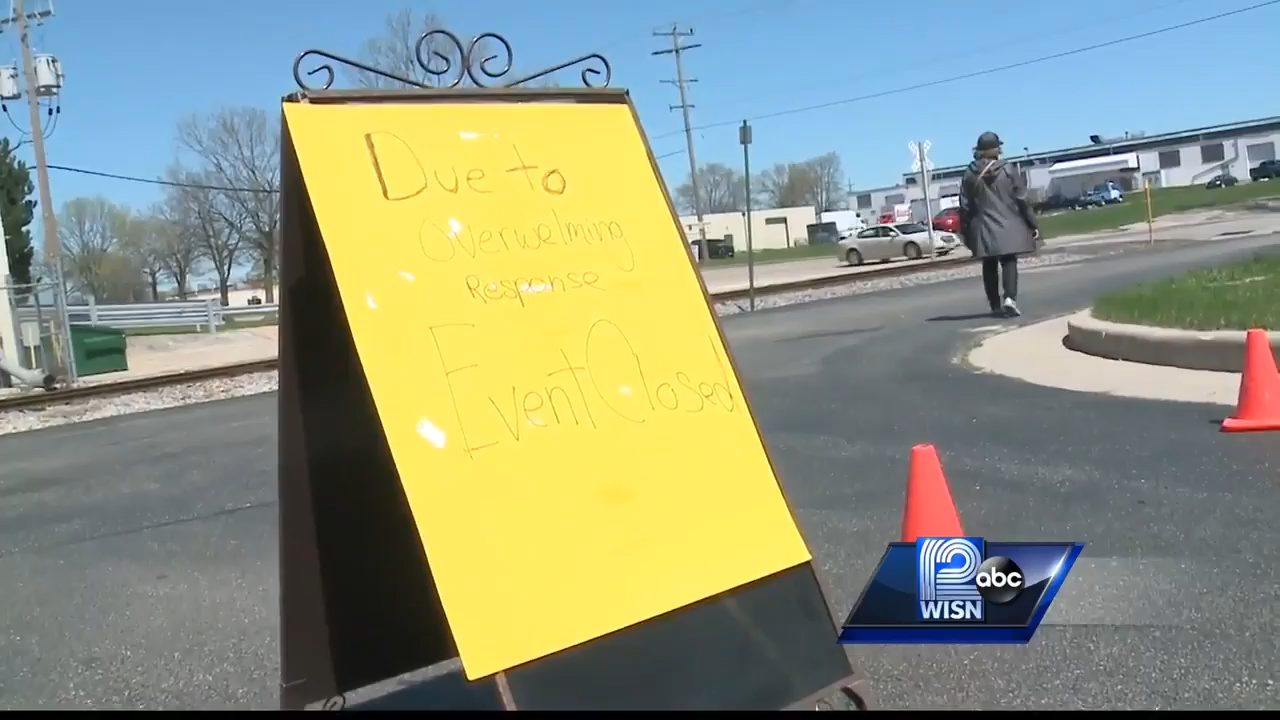 Due to
Overwelming
Response
Event Closed
12
abc
WISN